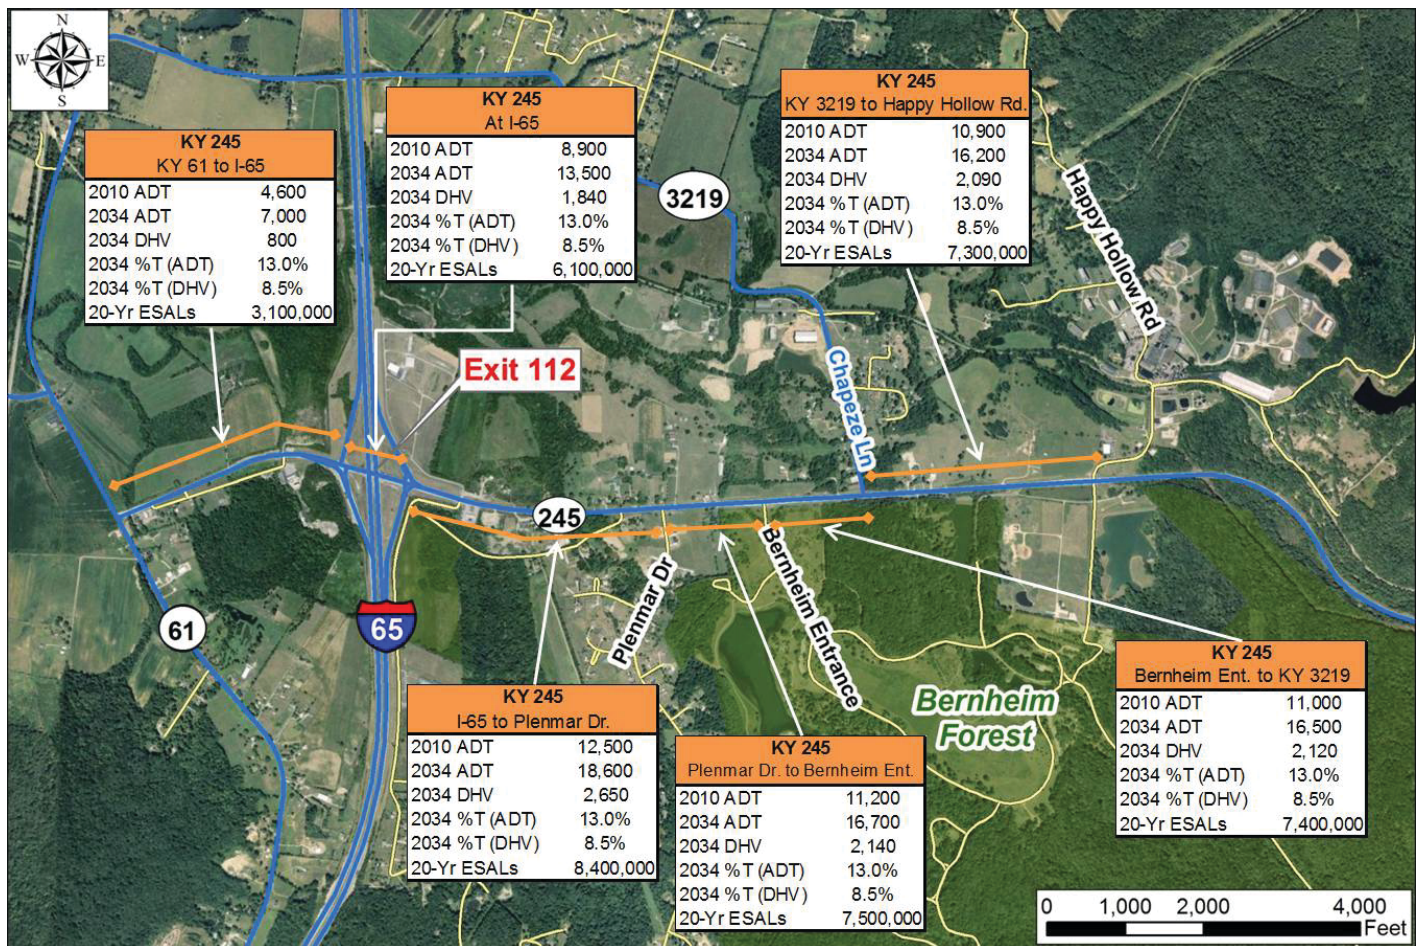 N
W E
S
KY 245
KY 61 to I-65
2010 ADT 4,600
2034 ADT 7,000
2034 DHV 800
2034 %T (ADT) 13.0%
2034 %T (DHV) 8.5%
20-Yr ESALs 3,100,000
KY 245
At I-65
2010 ADT 8,900
2034 ADT 13,500
2034 DHV 1,840
2034 %T (ADT) 13.0%
2034 %T (DHV) 8.5%
20-Yr ESALs 6,100,000
KY 245
KY 3219 to Happy Hollow Rd.
2010 ADT 10,900
2034 ADT 16,200
2034 DHV 2,090
2034 %T (ADT) 13.0%
2034 %T (DHV) 8.5%
20-Yr ESALs 7,300,000
3219
Happy Hollow Rd
Exit 112
Chapeze Ln
245
61
65
Plenmar Dr
Bernheim Entrance
Bernheim
Forest
KY 245
I-65 to Plenmar Dr.
2010 ADT 12,500
2034 ADT 18,600
2034 DHV 2,650
2034 %T (ADT) 13.0%
2034 %T (DHV) 8.5%
20-Yr ESALs 8,400,000
KY 245
Plenmar Dr. to Bernheim Ent.
2010 ADT 11,200
2034 ADT 16,700
2034 DHV 2,140
2034 %T (ADT) 13.0%
2034 %T (DHV) 8.5%
20-Yr ESALs 7,500,000
KY 245
Bernheim Ent. to KY 3219
2010 ADT 11,000
2034 ADT 16,500
2034 DHV 2,120
2034 %T (ADT) 13.0%
2034 %T (DHV) 8.5%
20-Yr ESALs 7,400,000
0 1,000 2,000 4,000
Feet